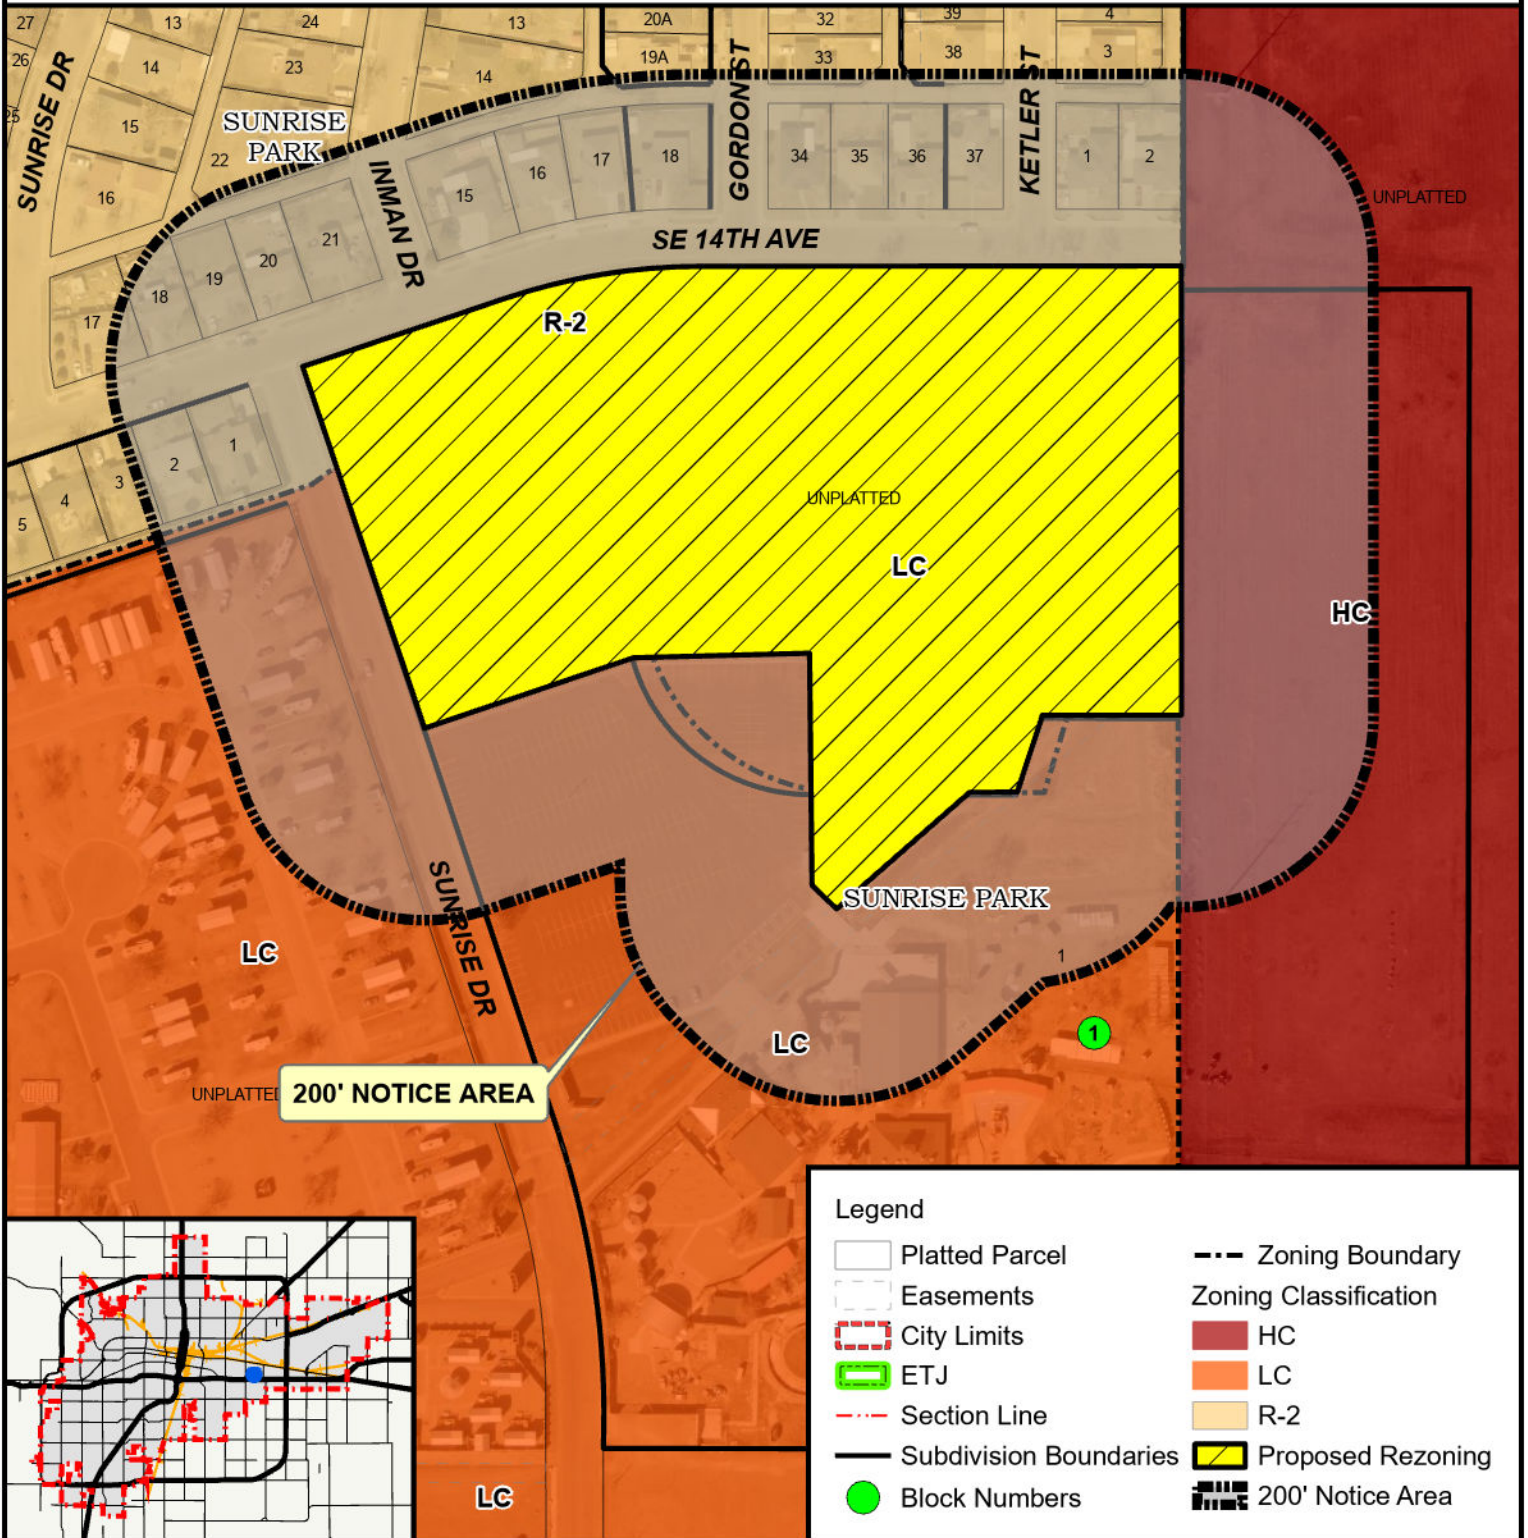 27
13
24
13
20A
32
39
4
26
14
23
14
19A
33
38
3
SUNRISE DR
15
SUNRISE
PARK
22
16
INMAN DR
15
16
17
18
GORDON ST
34
35
36
37
KETLER ST
1
2
UNPLATTED
21
20
19
18
17
SE 14TH AVE
R-2
1
2
3
4
5
UNPLATTED
LC
HC
SUNRISE PARK
1
SUNRISE DR
LC
LC
1
UNPLATTED
200' NOTICE AREA
LC
Legend
Platted Parcel
Easements
City Limits
ETJ
Section Line
Subdivision Boundaries
Block Numbers
Zoning Boundary
Zoning Classification
HC
LC
R-2
Proposed Rezoning
200' Notice Area